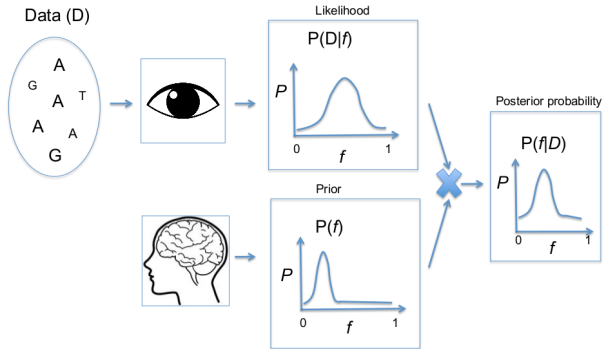 Data (D)
A
G
A
T
A
A
G
Likelihood
P(D|f)
P
0
1
f
Prior
P(f)
P
0
1
f
Posterior probability
P(f|D)
P
0
1
f